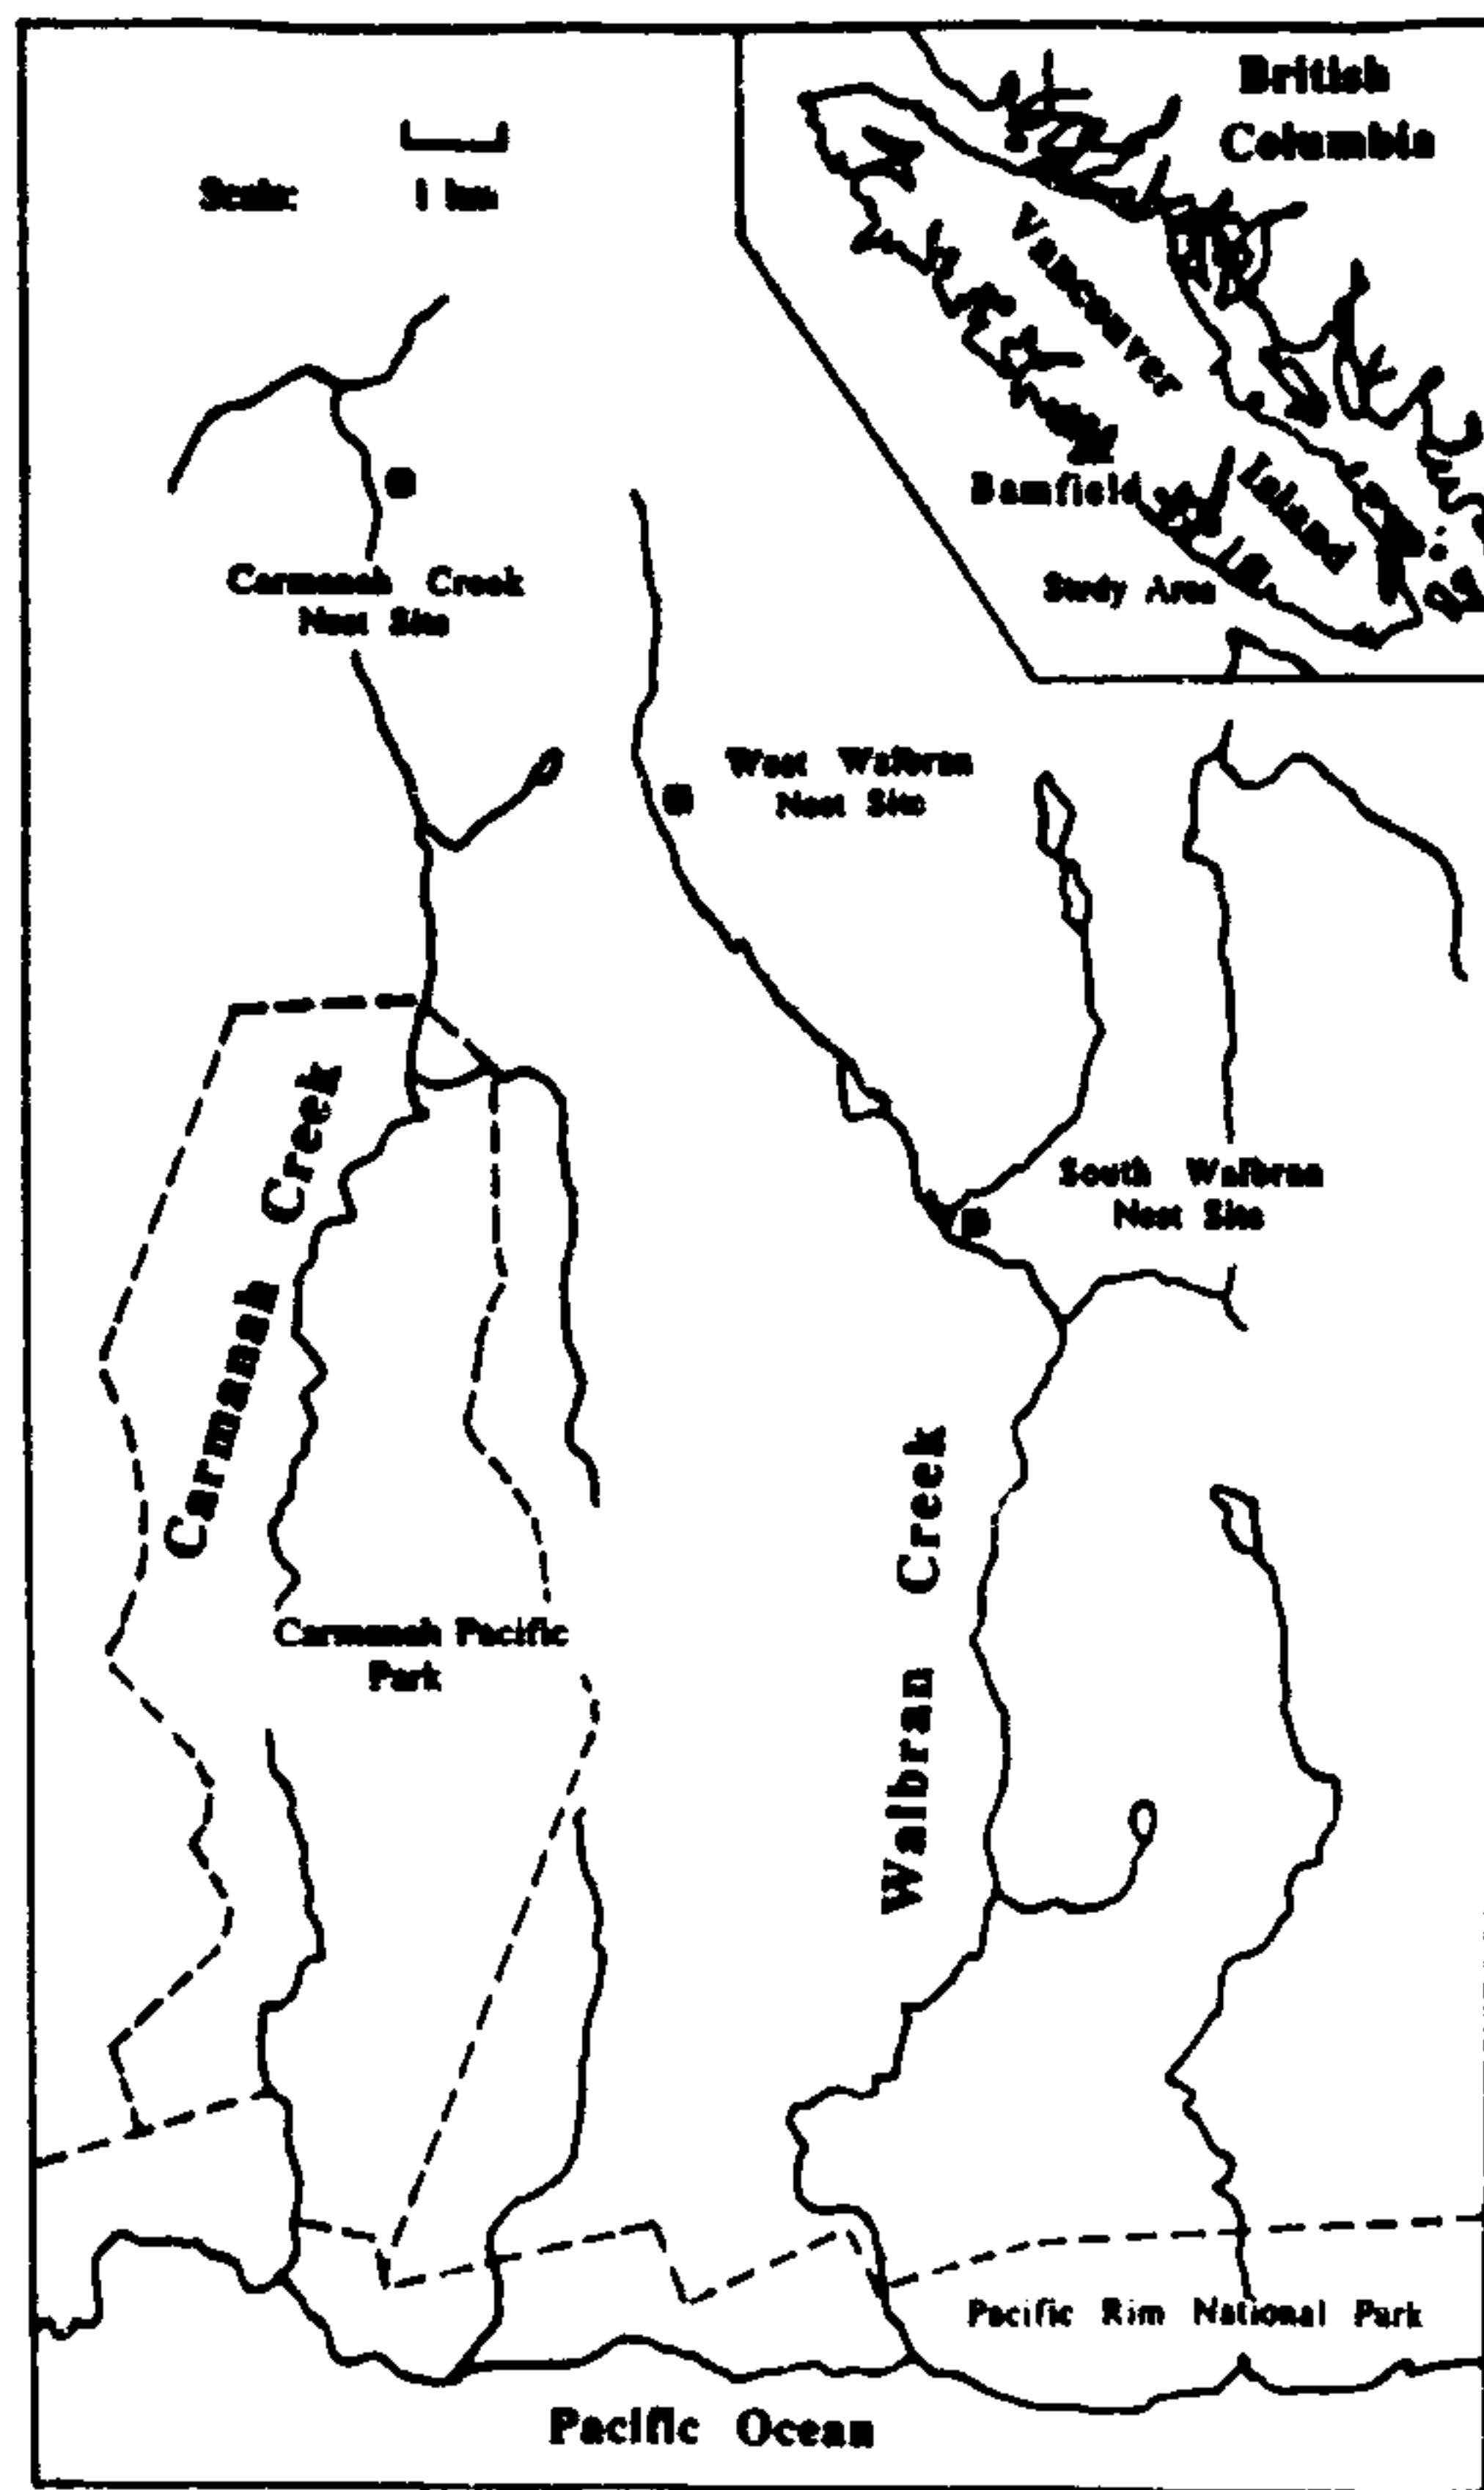 British
Columbia
Scale: 1 km
Vancouver
Island
Bamfield
Study Area
Carmanah Creek
Nest Site
West Walbran
Nest Site
South Walbran
Nest Site
Carmanah Creek
Walbran Creek
Carmanah Pacific
Park
Pacific Rim National Park
Pacific Ocean